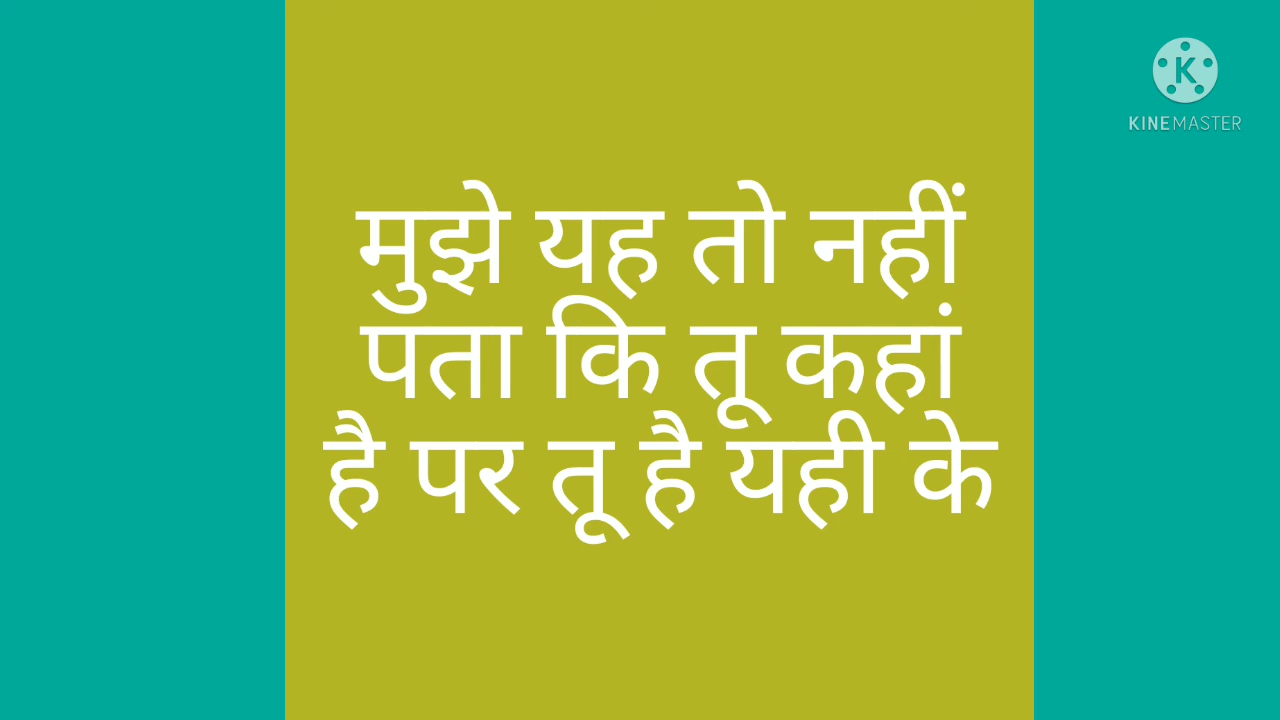 KINEMASTER
मुझे यह तो नहीं
पता कि तू कहां
है पर तू है यही के